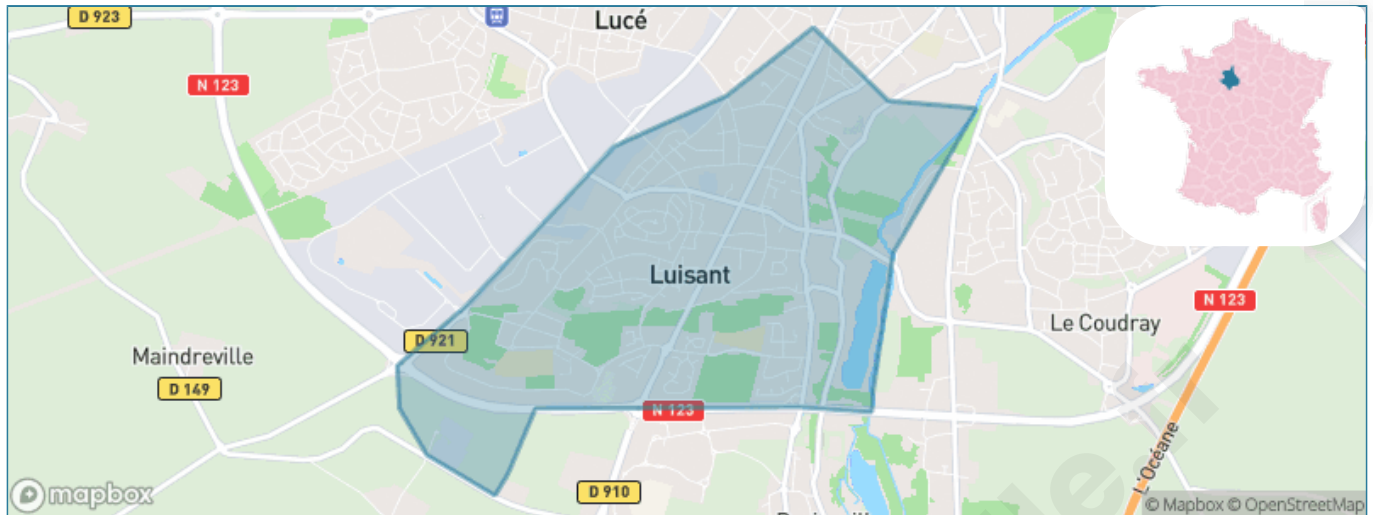 D 923
Lucé
N 123
Luisant
N 123
Le Coudray
D 921
Maindreville
D 149
N 123
L'Océane
D 910
mapbox
© Mapbox © OpenStreetMap